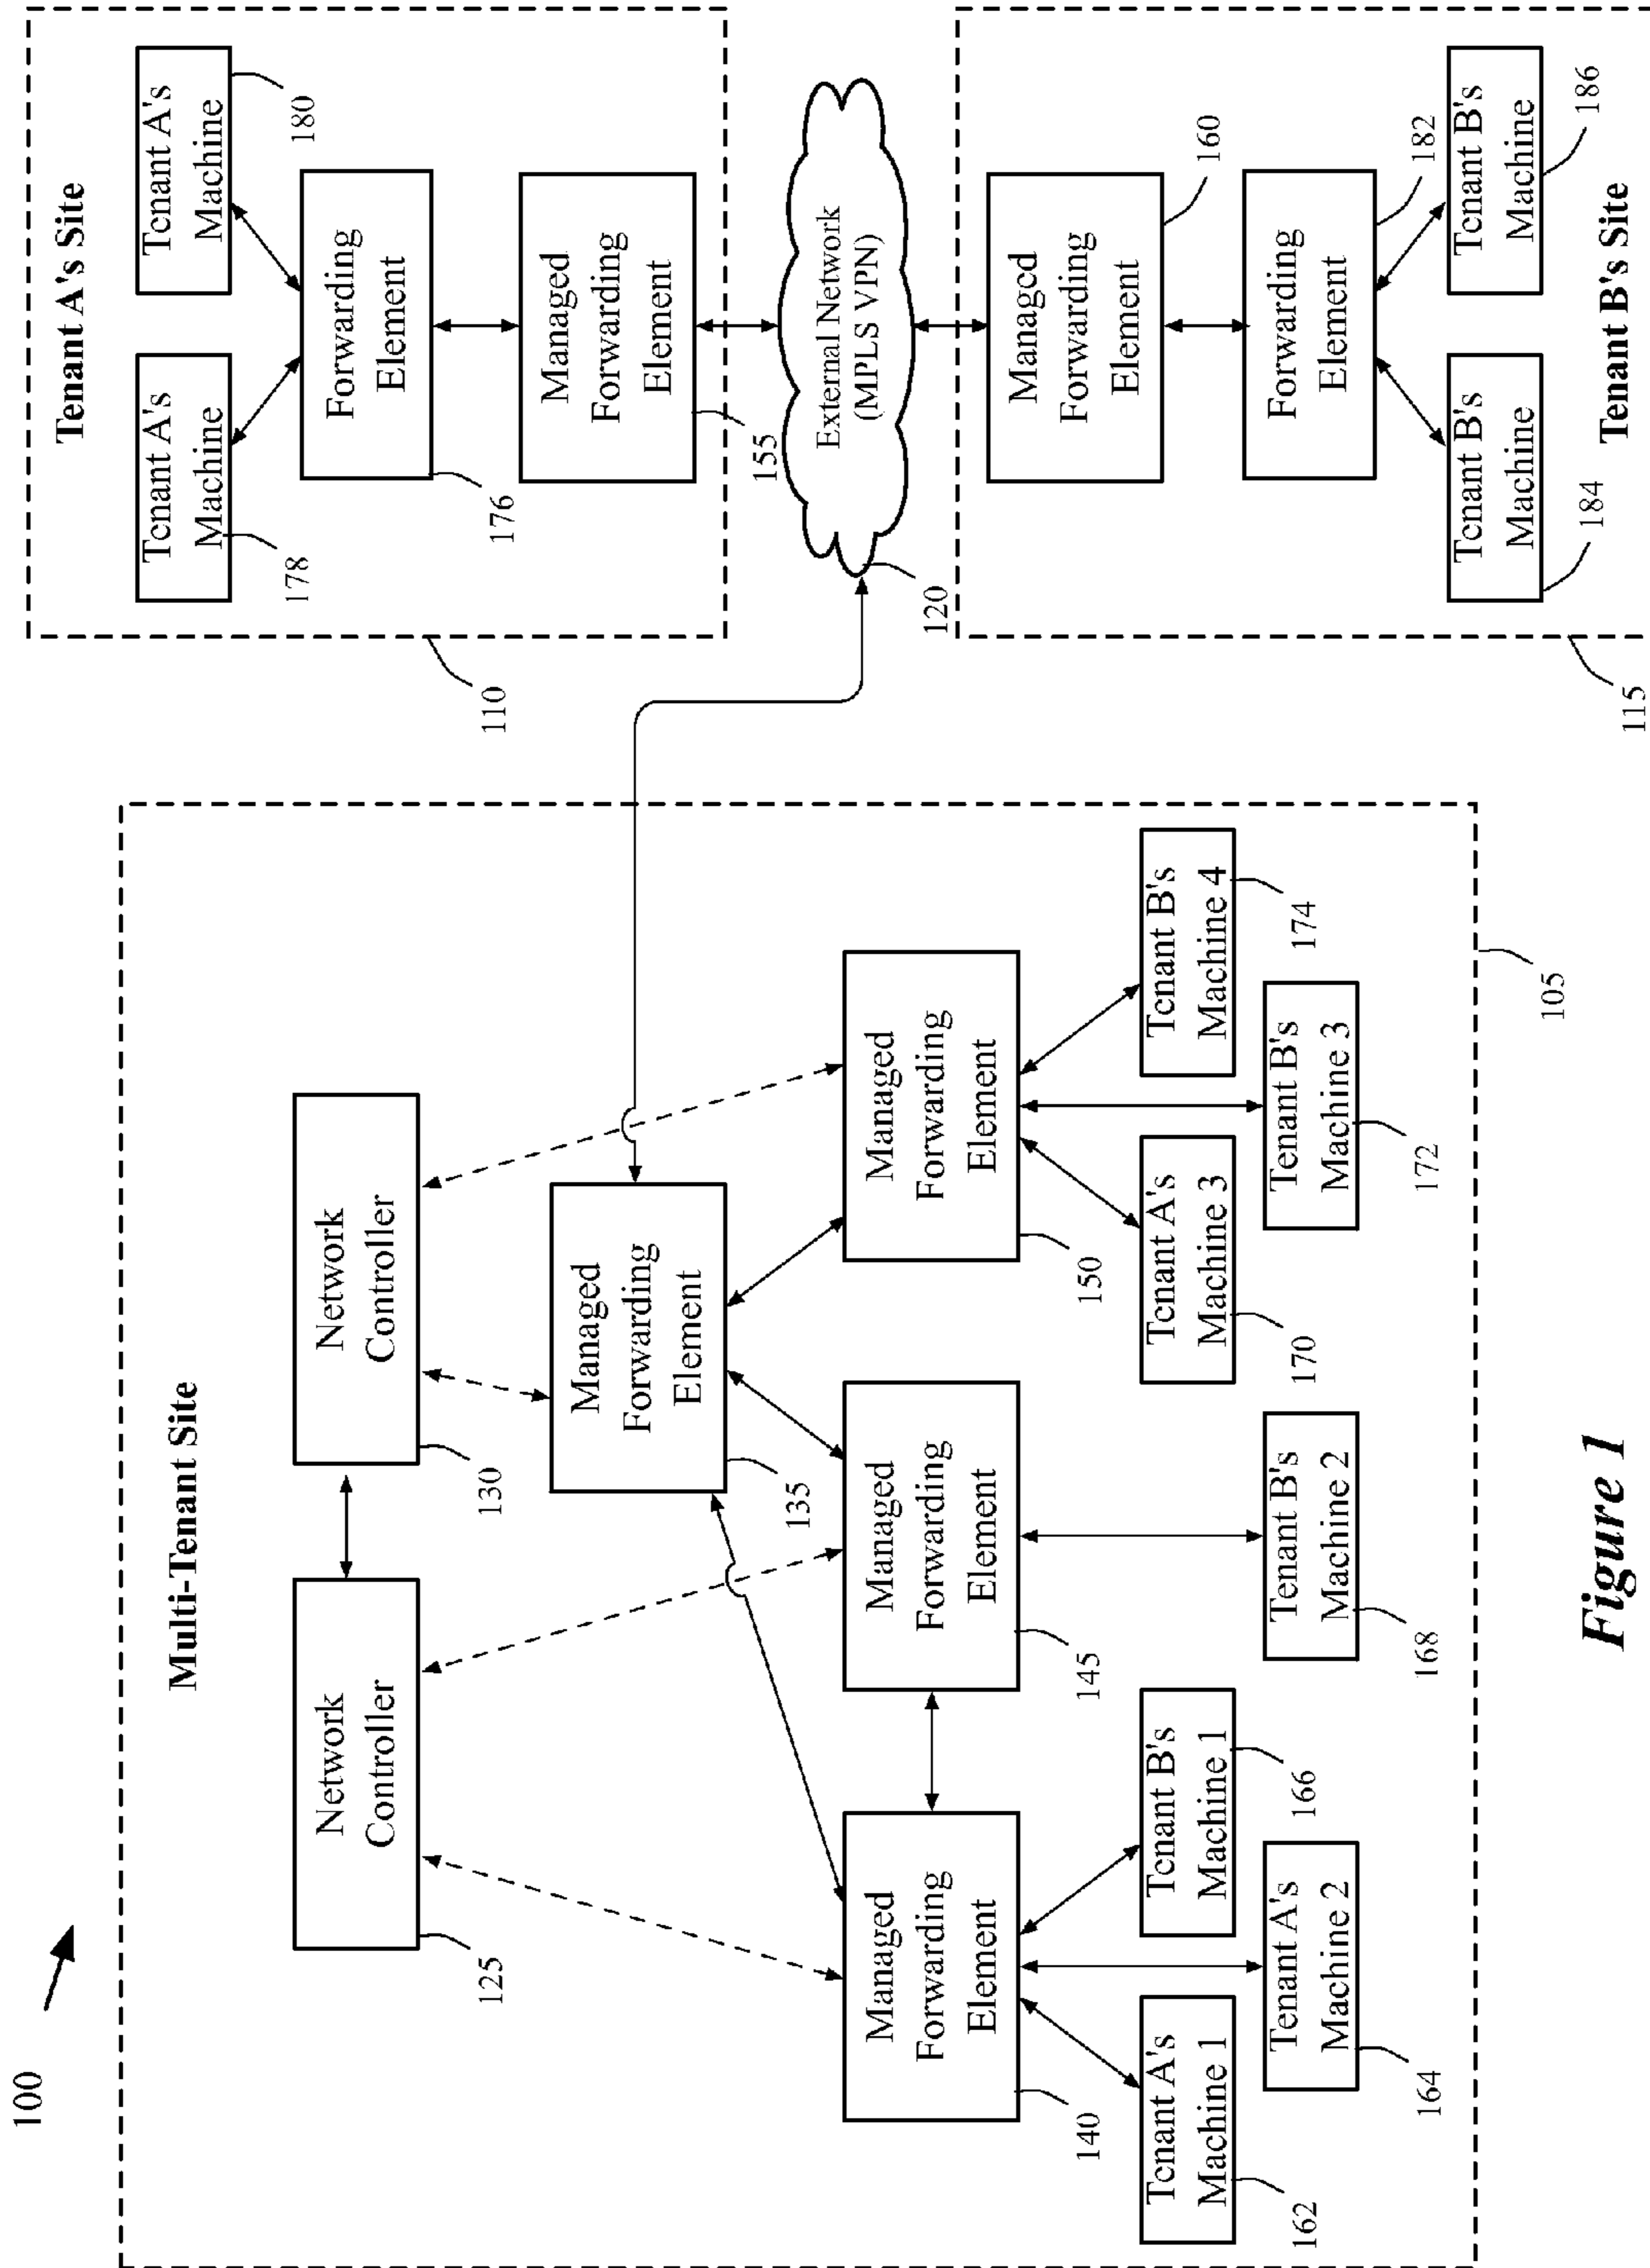 100
Multi-Tenant Site
Network
Controller
125
Network
Controller
130
Managed
Forwarding
Element
135
Managed
Forwarding
Element
140
Managed
Forwarding
Element
145
Managed
Forwarding
Element
150
Tenant A's
Machine 1
162
Tenant A's
Machine 2
164
Tenant B's
Machine 1
166
Tenant B's
Machine 2
168
Tenant A's
Machine 3
170
Tenant B's
Machine 3
172
Tenant B's
Machine 4
174
105
Tenant A's Site
Tenant A's
Machine
178
Tenant A's
Machine
180
Forwarding
Element
176
Managed
Forwarding
Element
155
110
External Network
(MPLS VPN)
120
Managed
Forwarding
Element
160
Forwarding
Element
182
Tenant B's
Machine
184
Tenant B's
Machine
186
Tenant B's Site
115
Figure 1